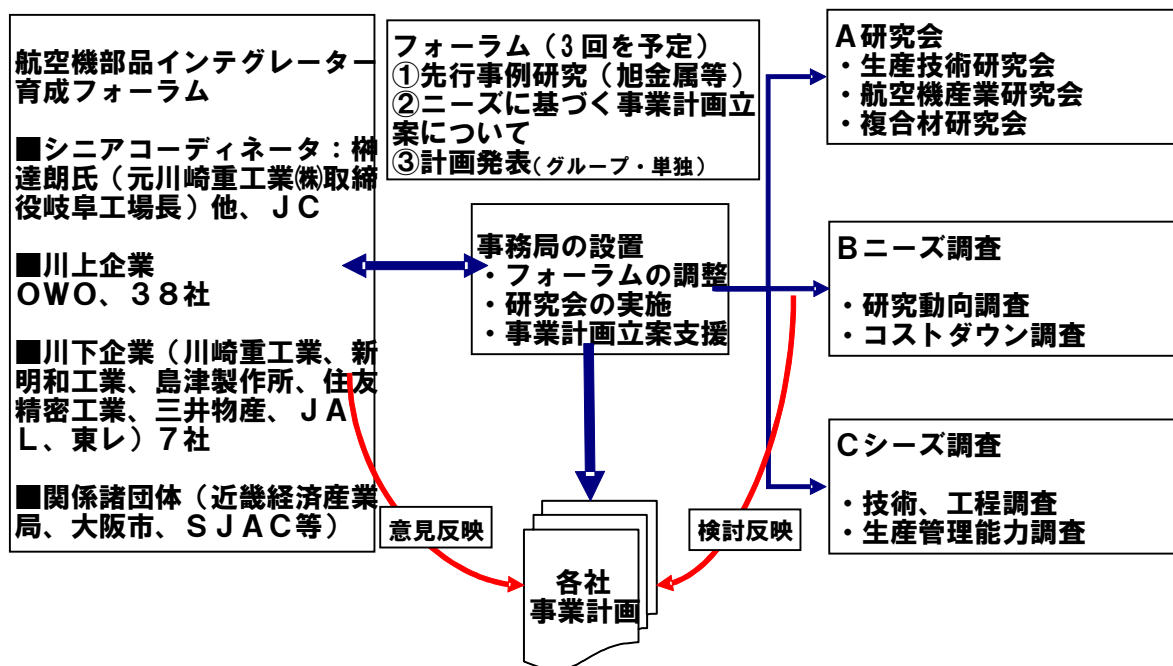 航空機部品インテグレーター
育成フォーラム
■シニアコーディネータ：榊
達朗氏（元川崎重工業㈱取締
役岐阜工場長）他、ＪＣ
■川上企業
ＯＷＯ、３８社
■川下企業（川崎重工業、新
明和工業、島津製作所、住友
精密工業、三井物産、ＪＡ
Ｌ、東レ）７社
■関係諸団体（近畿経済産業
局、大阪市、ＳＪＡＣ等）
フォーラム（3回を予定）
①先行事例研究（旭金属等）
②ニーズに基づく事業計画立
案について
③計画発表（グループ・単独）
事務局の設置
・フォーラムの調整
・研究会の実施
・事業計画立案支援
意見反映
検討反映
各社
事業計画
Ａ研究会
・生産技術研究会
・航空機産業研究会
・複合材研究会
Ｂニーズ調査
・研究動向調査
・コストダウン調査
Ｃシーズ調査
・技術、工程調査
・生産管理能力調査